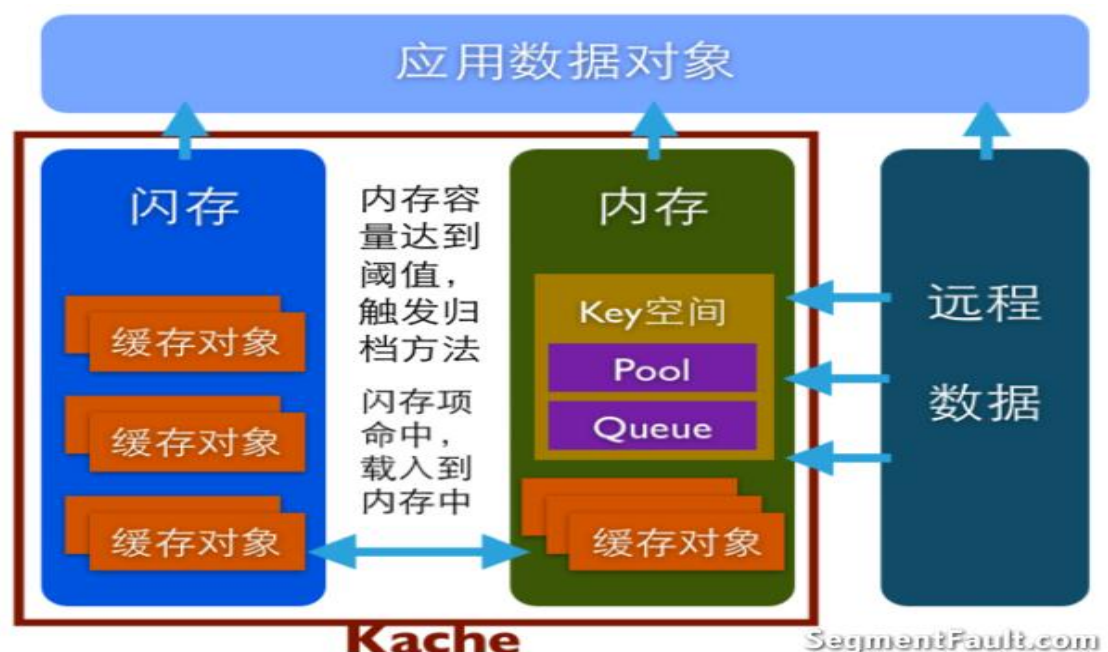 应用数据对象
闪存
缓存对象
缓存对象
缓存对象
内存容
量达到
阈值，
触发归
档方法
闪存项
命中，
载入到
内存中
内存
Key空间
Pool
Queue
缓存对象
远程
数据
Kache
SegmentFault.com